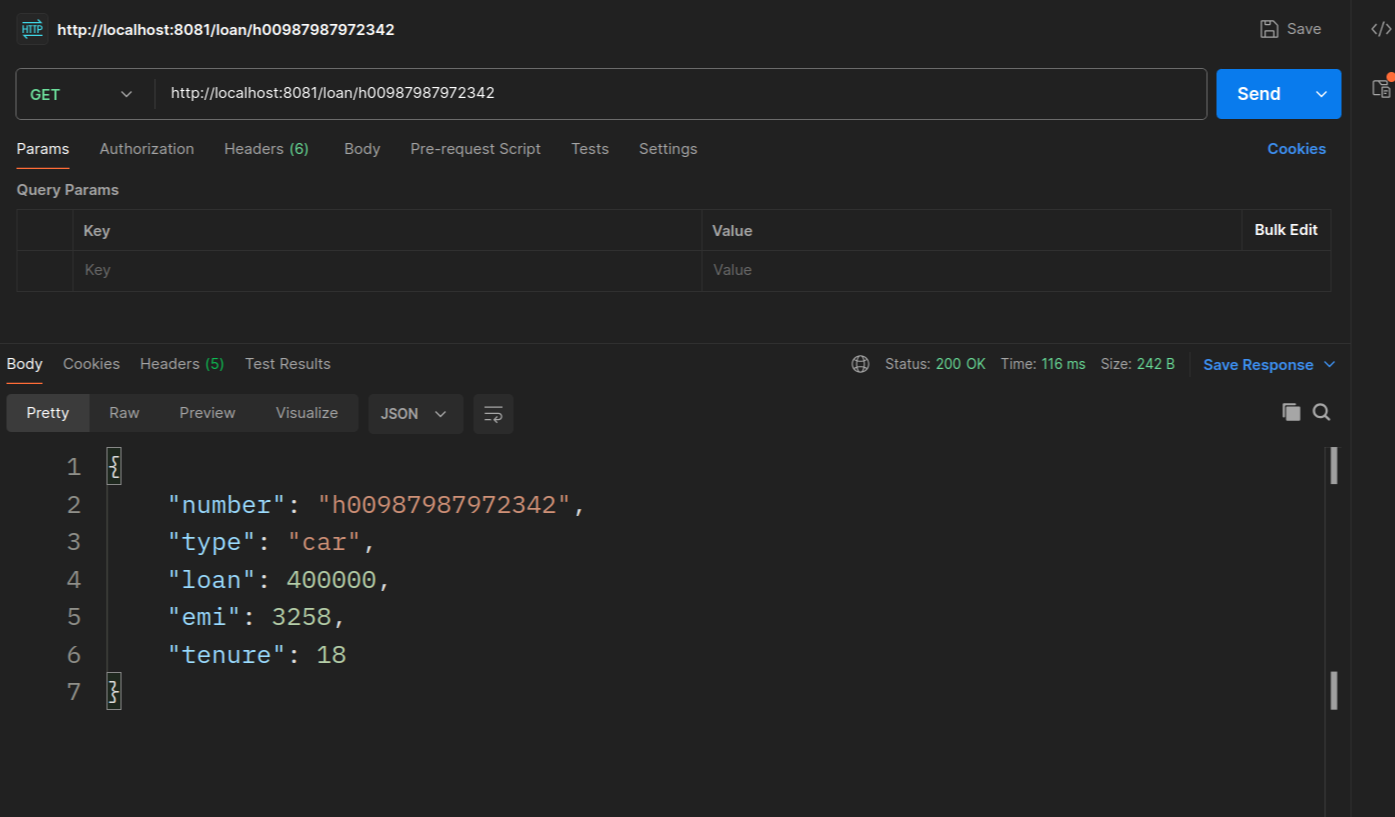 HTTP http://localhost:8081/loan/h00987987972342 Save
GET http://localhost:8081/loan/h00987987972342 Send
Params Authorization Headers (6) Body Pre-request Script Tests Settings Cookies
Query Params
Key Value Bulk Edit
Key Value
Body Cookies Headers (5) Test Results Status: 200 OK Time: 116 ms Size: 242 B Save Response
Pretty Raw Preview Visualize JSON
1 {
2 "number": "h00987987972342",
3 "type": "car",
4 "loan": 400000,
5 "emi": 3258,
6 "tenure": 18
7 }